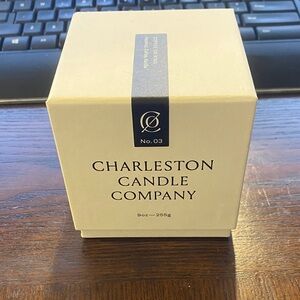 No. 03
CHARLESTON
CANDLE
COMPANY
9oz—255g